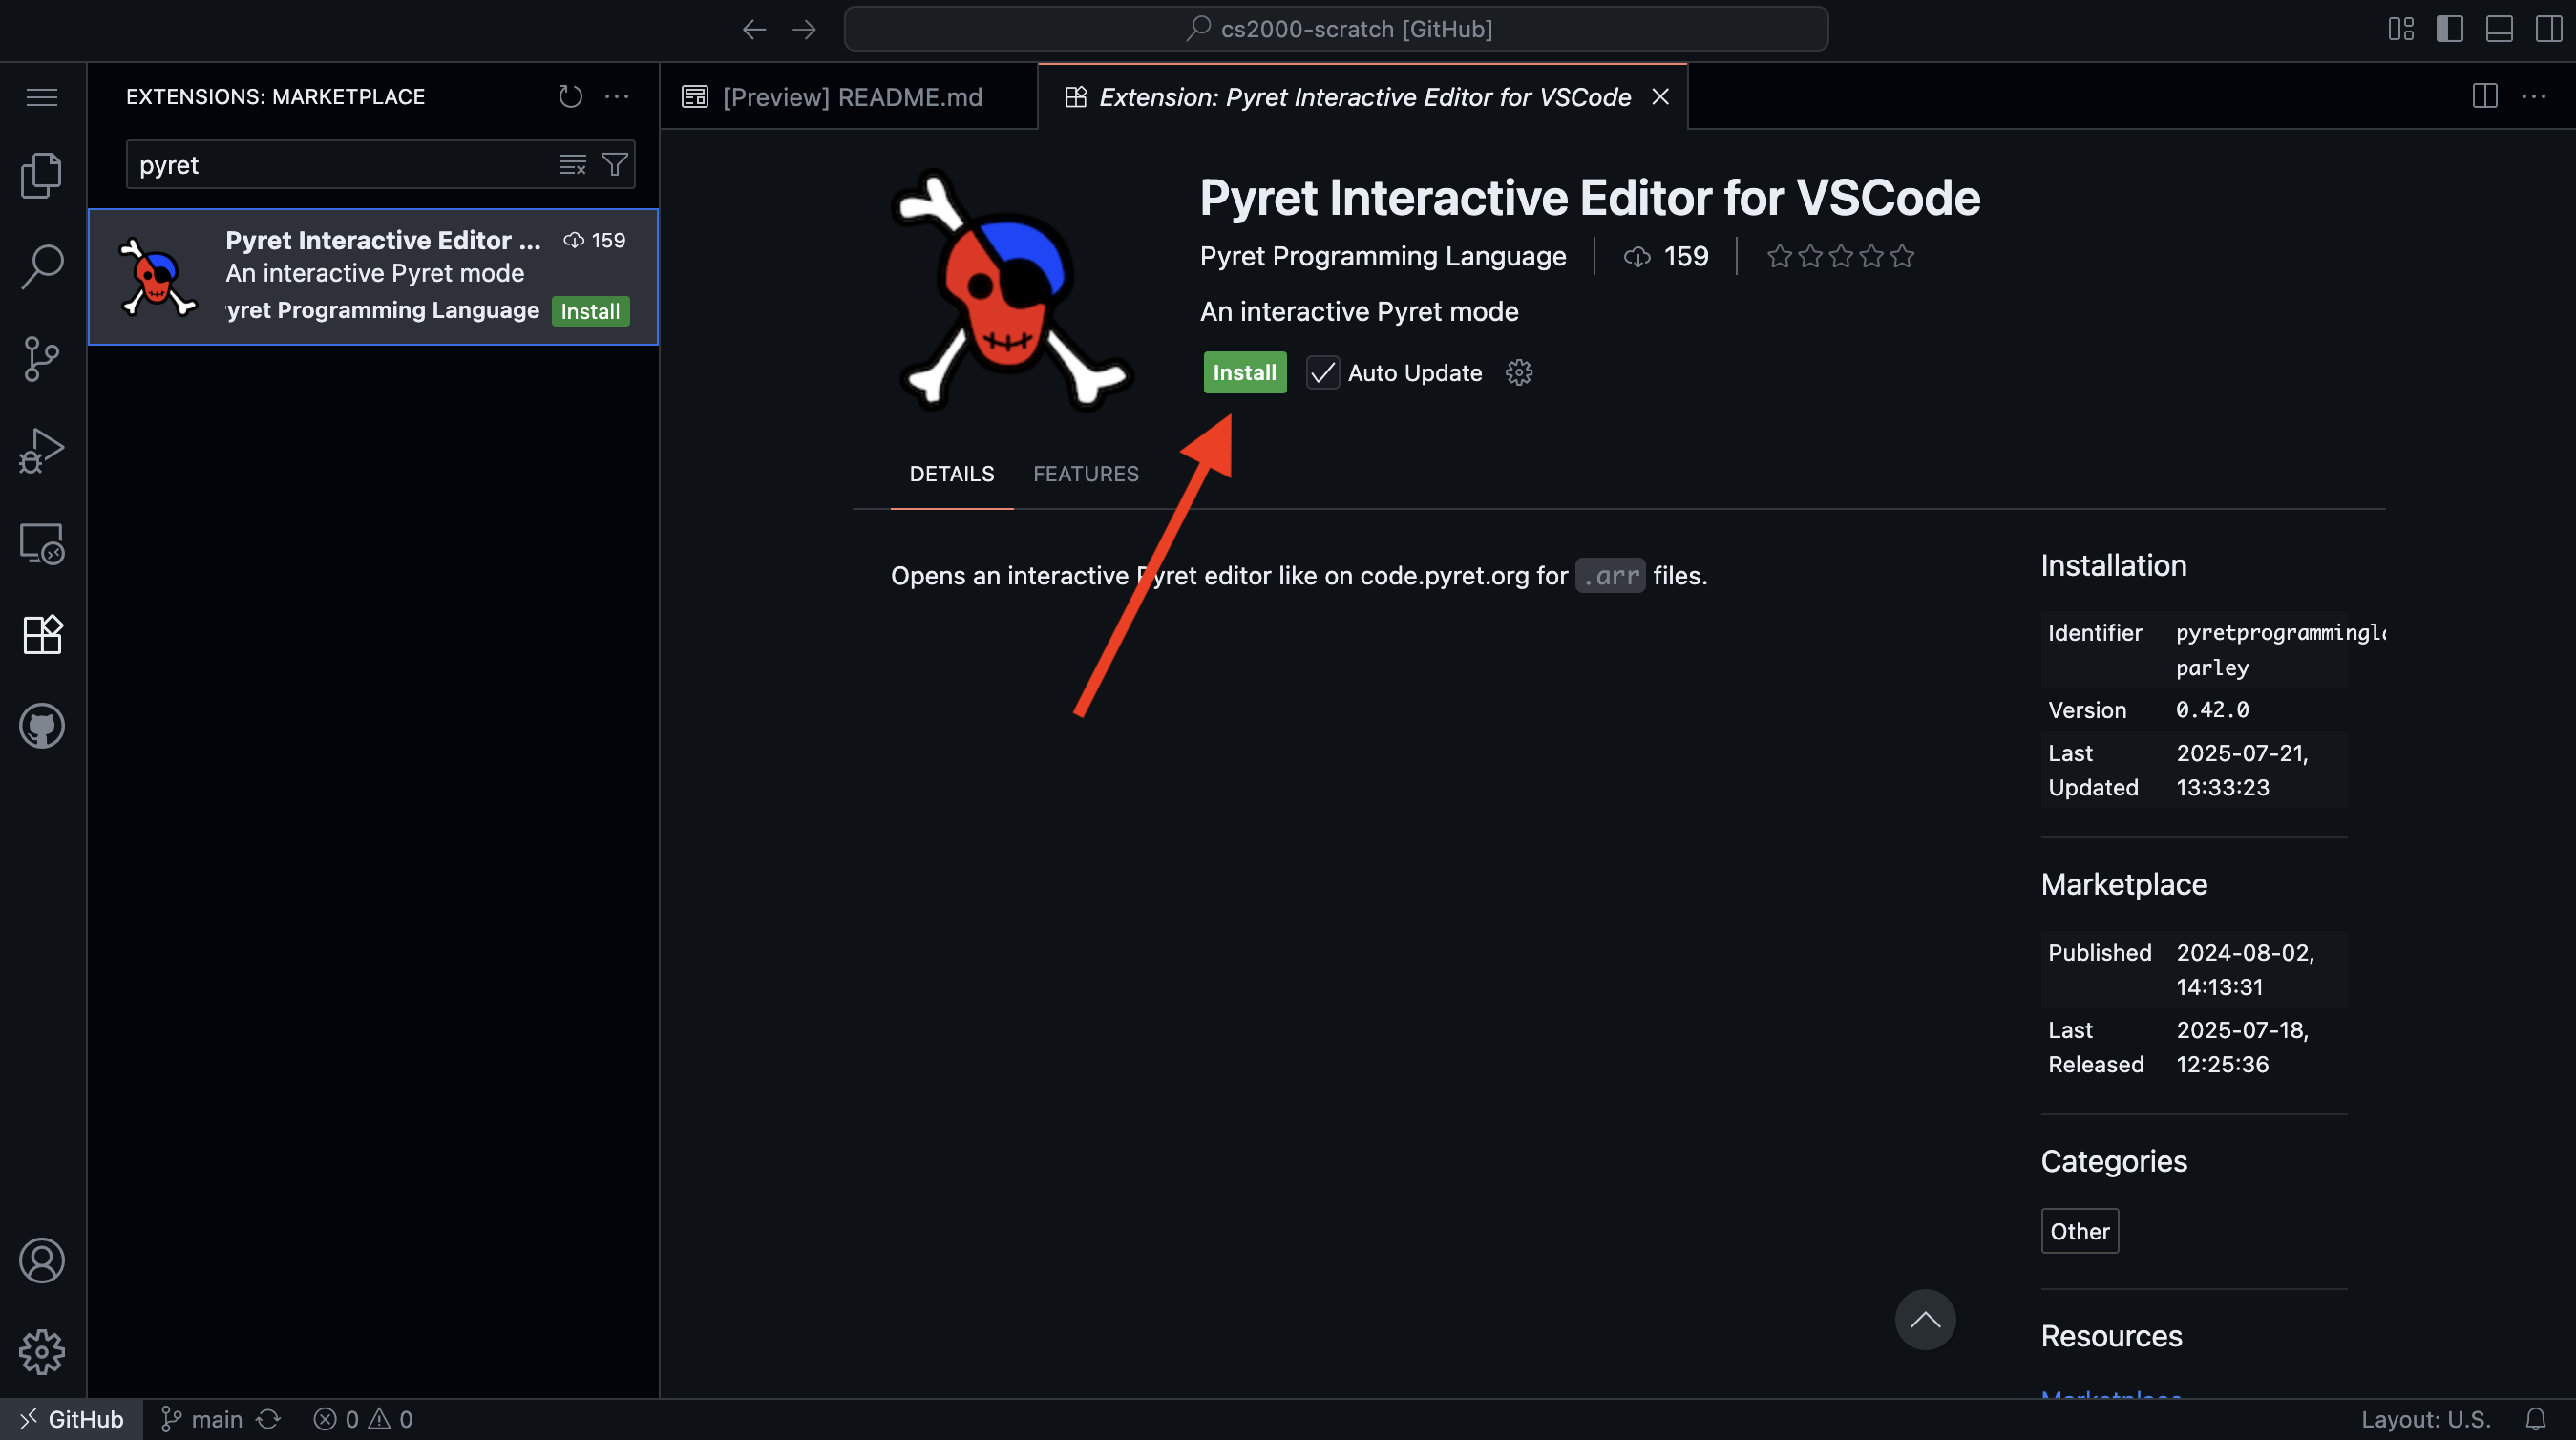 cs2000-scratch [GitHub]
EXTENSIONS: MARKETPLACE
pyret
Pyret Interactive Editor ... 159
An interactive Pyret mode
yret Programming Language Install
[Preview] README.md
Extension: Pyret Interactive Editor for VSCode
Pyret Interactive Editor for VSCode
Pyret Programming Language 159
An interactive Pyret mode
Install Auto Update
DETAILS FEATURES
Opens an interactive Pyret editor like on code.pyret.org for .arr files.
Installation
Identifier pyretprogrammingla
parley
Version 0.42.0
Last 2025-07-21,
Updated 13:33:23
Marketplace
Published 2024-08-02,
14:13:31
Last 2025-07-18,
Released 12:25:36
Categories
Other
Resources
Marketplace
GitHub main 0 0 Layout: U.S.